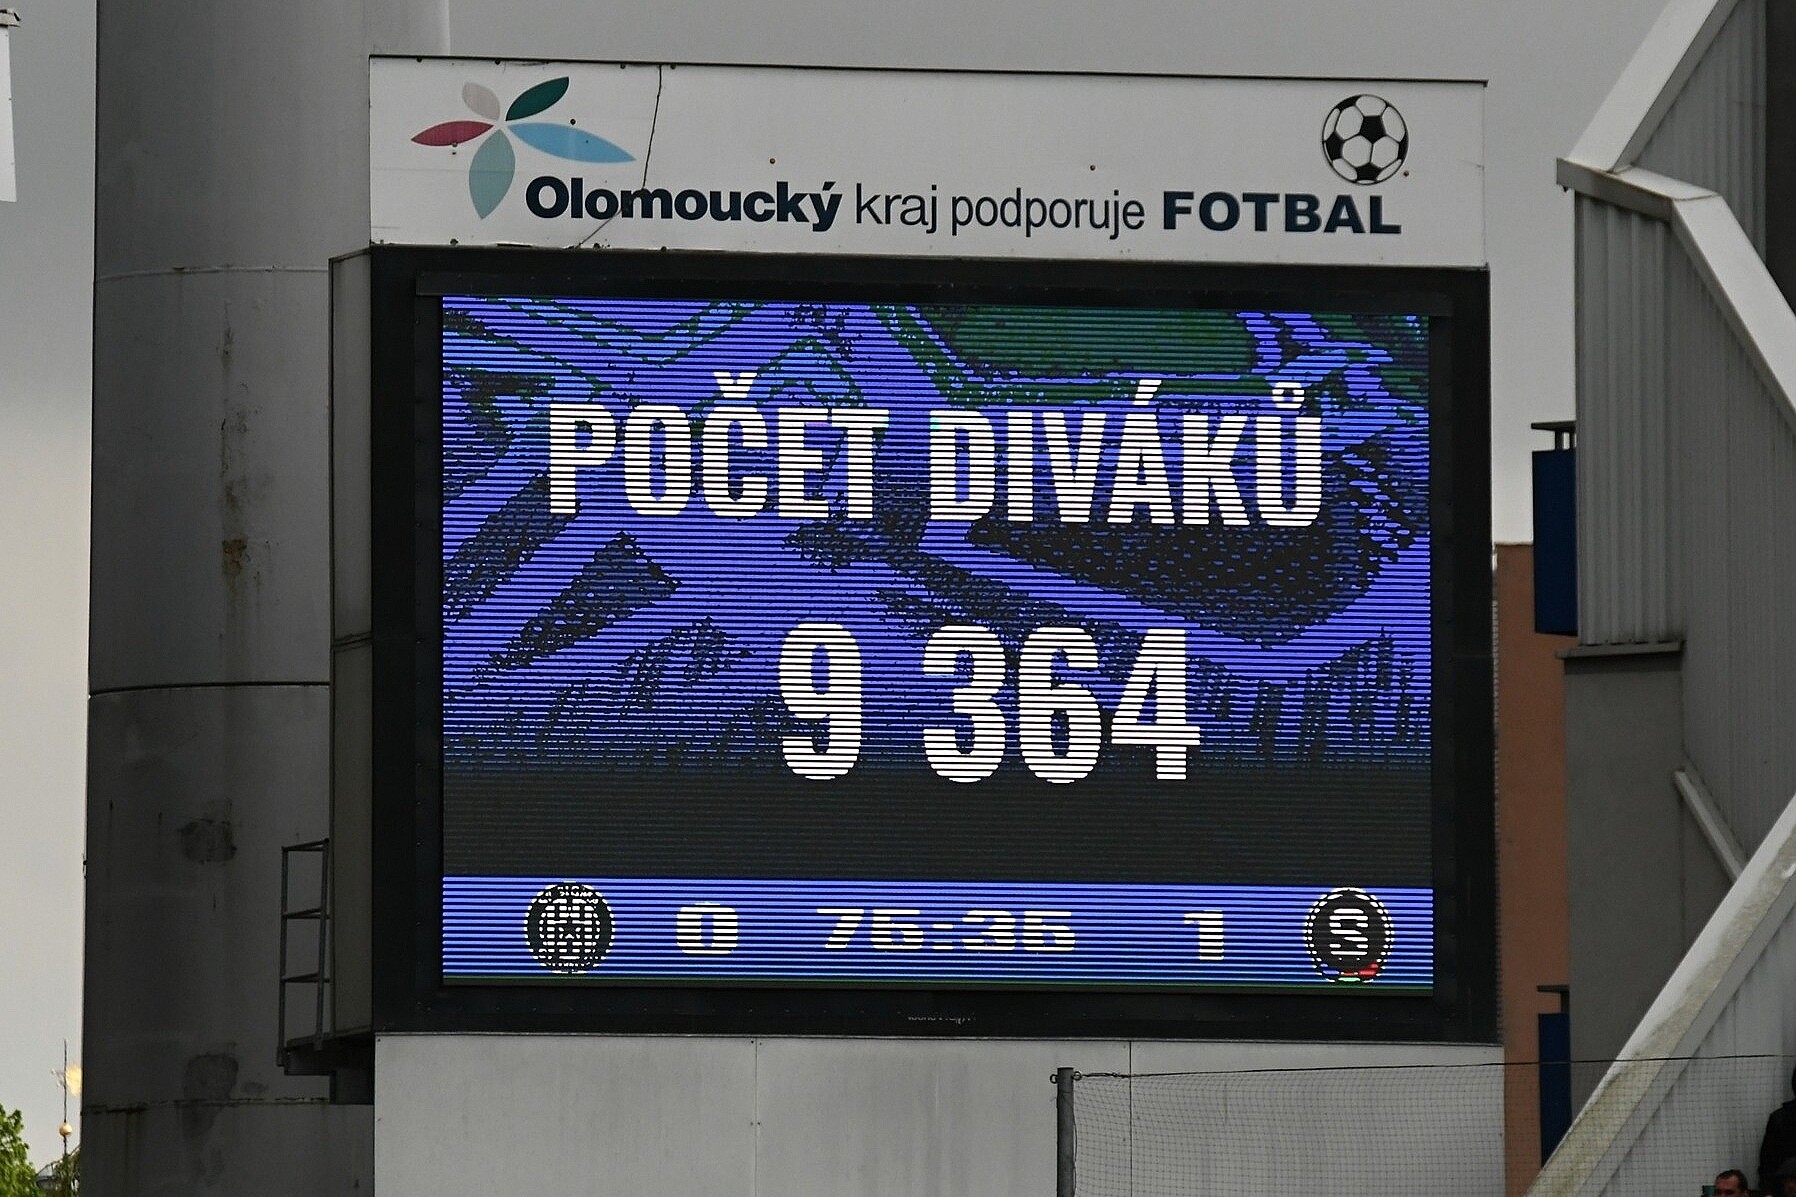 Olomoucký kraj podporuje FOTBAL
POČET DIVÁKŮ
9 364
0 75:35 1 S